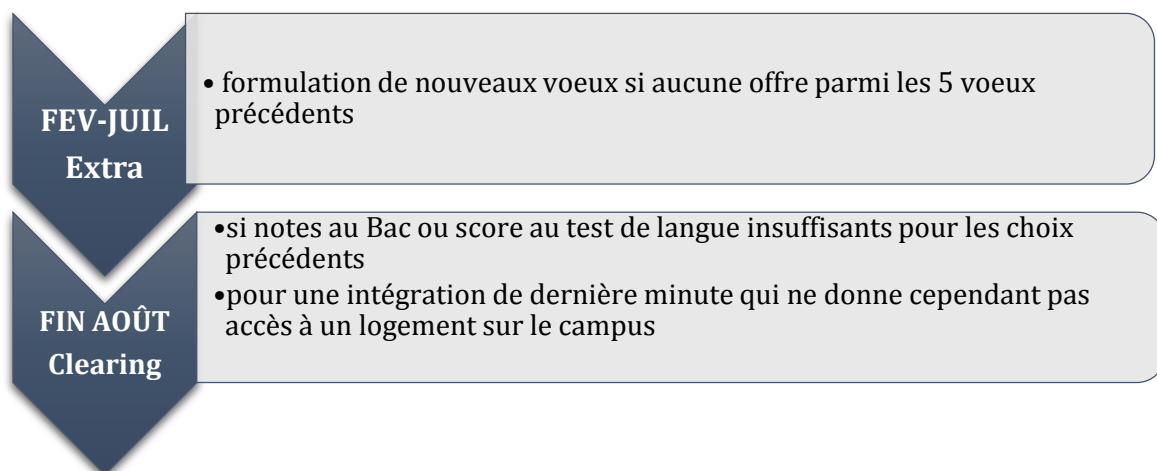 FEV-JUIL
Extra
• formulation de nouveaux voeux si aucune offre parmi les 5 voeux
précédents
FIN AOÛT
Clearing
•si notes au Bac ou score au test de langue insuffisants pour les choix
précédents
•pour une intégration de dernière minute qui ne donne cependant pas
accès à un logement sur le campus